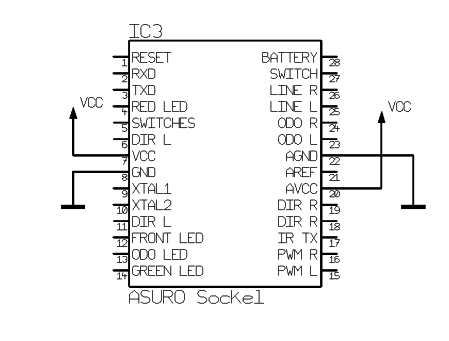 IC3
RESET 1 BATTERY 28
RXD 2 SWITCH 27
TXD 3 LINE R 26
VCC RED LED 4 LINE L 25 VCC
SWITCHES 5 ODO R 24
DIR L 6 ODO L 23
VCC 7 AGND 22
GND 8 AREF 21
XTAL1 9 AVCC 20
XTAL2 10 DIR R 19
DIR L 11 DIR R 18
FRONT LED 12 IR TX 17
ODO LED 13 PWM R 16
GREEN LED 14 PWM L 15
ASURO Sockel